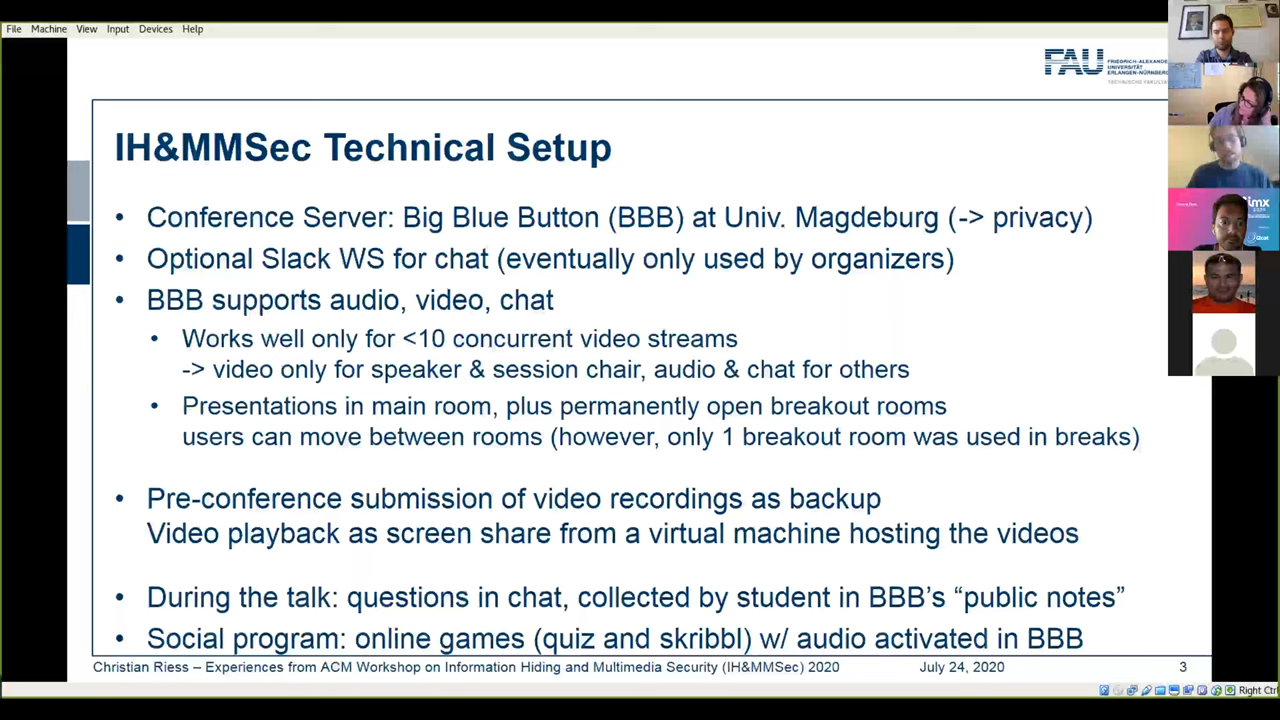 File Machine View Input Devices Help
FAU FRIEDRICH-ALEXANDER
UNIVERSITÄT
ERLANGEN-NÜRNBERG
IH&MMSec Technical Setup
• Conference Server: Big Blue Button (BBB) at Univ. Magdeburg (-> privacy)
• Optional Slack WS for chat (eventually only used by organizers)
• BBB supports audio, video, chat
• Works well only for <10 concurrent video streams
-> video only for speaker & session chair, audio & chat for others
• Presentations in main room, plus permanently open breakout rooms
users can move between rooms (however, only 1 breakout room was used in breaks)
• Pre-conference submission of video recordings as backup
Video playback as screen share from a virtual machine hosting the videos
• During the talk: questions in chat, collected by student in BBB's “public notes”
• Social program: online games (quiz and skribbl) w/ audio activated in BBB
Christian Riess – Experiences from ACM Workshop on Information Hiding and Multimedia Security (IH&MMSec) 2020 July 24, 2020 3
Right Ctrl